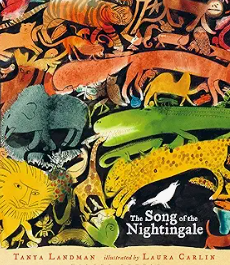 The Song of the
Nightingale
TANYA LANDMAN illustrated by LAURA CARLIN